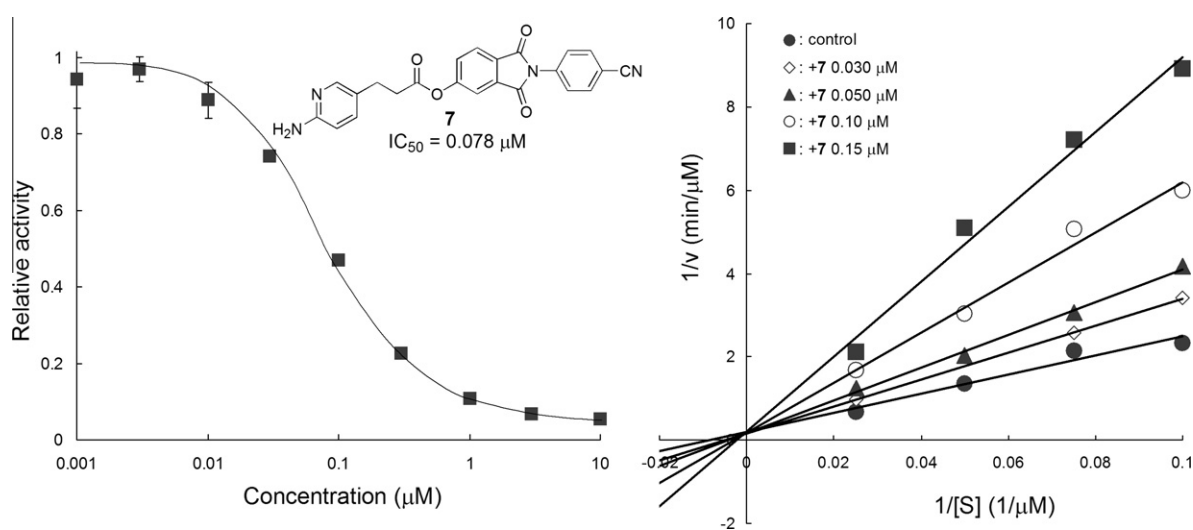 Relative activity
1
0.8
0.6
0.4
0.2
0
0.001
0.01
0.1
1
10
Concentration (μM)
O
O
N
CN
O
O
N
H₂N
7
IC₅₀ = 0.078 μM
1/v (min/μM)
10
8
6
4
2
-2
-0.02
0
0.02
0.04
0.06
0.08
0.1
1/[S] (1/μM)
: control
: +7 0.030 μM
: +7 0.050 μM
: +7 0.10 μM
: +7 0.15 μM